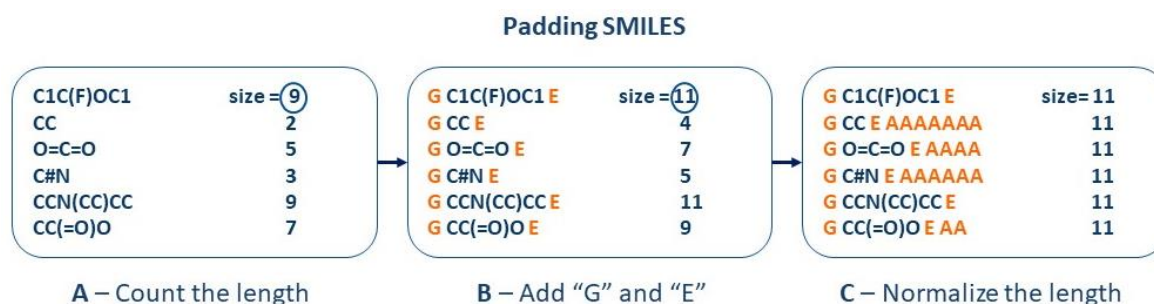 Padding SMILES
C1C(F)OC1 size = 9
CC 2
O=C=O 5
C#N 3
CCN(CC)CC 9
CC(=O)O 7
A – Count the length
G C1C(F)OC1 E size = 11
G CC E 4
G O=C=O E 7
G C#N E 5
G CCN(CC)CC E 11
G CC(=O)O E 9
B – Add “G” and “E”
G C1C(F)OC1 E size= 11
G CC E AAAAAAA 11
G O=C=O E AAAA 11
G C#N E AAAAAA 11
G CCN(CC)CC E 11
G CC(=O)O E AA 11
C – Normalize the length